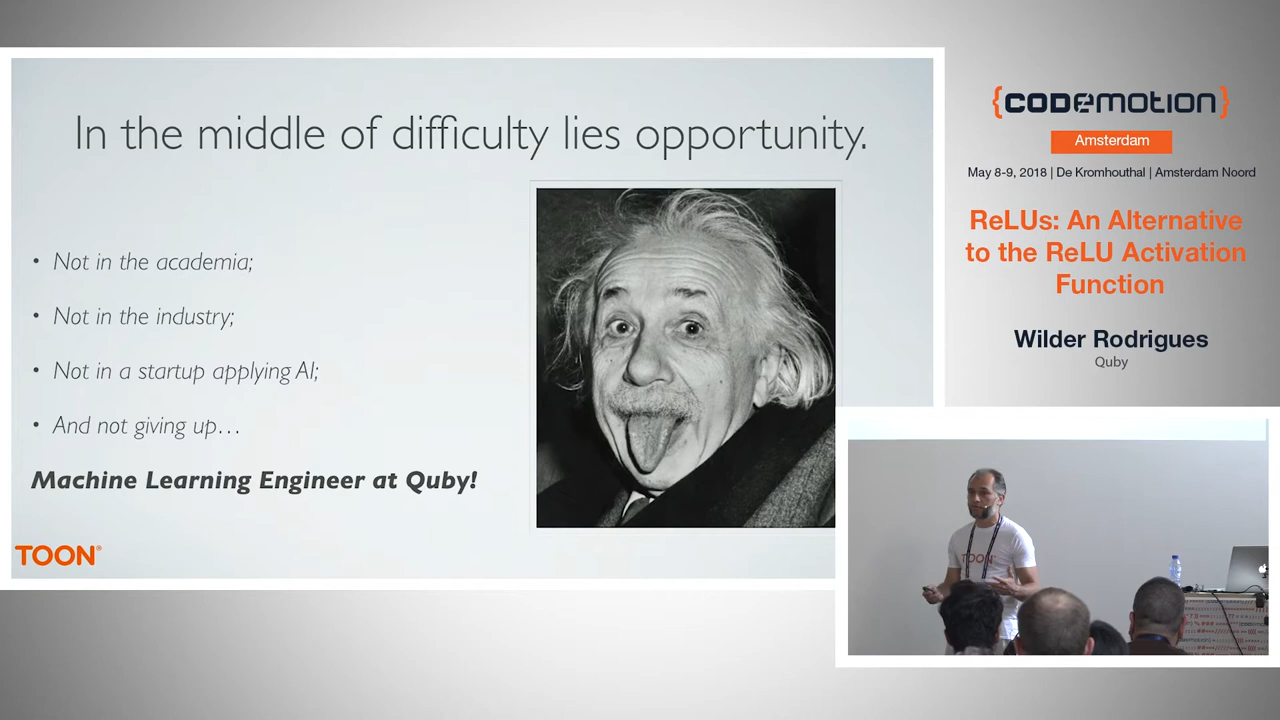 In the middle of difficulty lies opportunity.
• Not in the academia;
• Not in the industry;
• Not in a startup applying AI;
• And not giving up…
Machine Learning Engineer at Quby!
TOON®
{CODEMOTION}
Amsterdam
May 8-9, 2018 | De Kromhouthal | Amsterdam Noord
ReLUs: An Alternative
to the ReLU Activation
Function
Wilder Rodrigues
Quby
TOON